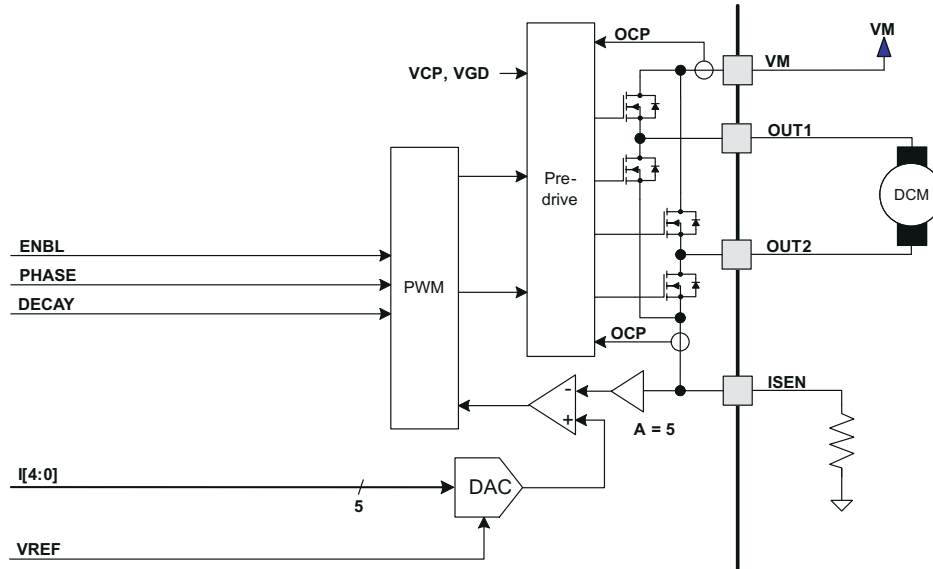 OCP
VM
VM
VCP, VGD
OUT1
Pre-
drive
DCM
ENBL
OUT2
PHASE
PWM
DECAY
OCP
ISEN
-
+
A = 5
I[4:0]
5
DAC
VREF